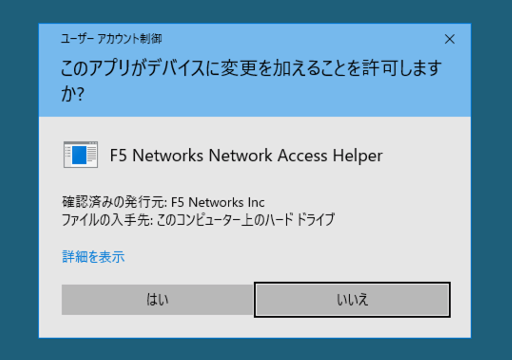 ユーザー アカウント制御
このアプリがデバイスに変更を加えることを許可します
か?
F5 Networks Network Access Helper
確認済みの発行元: F5 Networks Inc
ファイルの入手先: このコンピューター上のハード ドライブ
詳細を表示
はい
いいえ